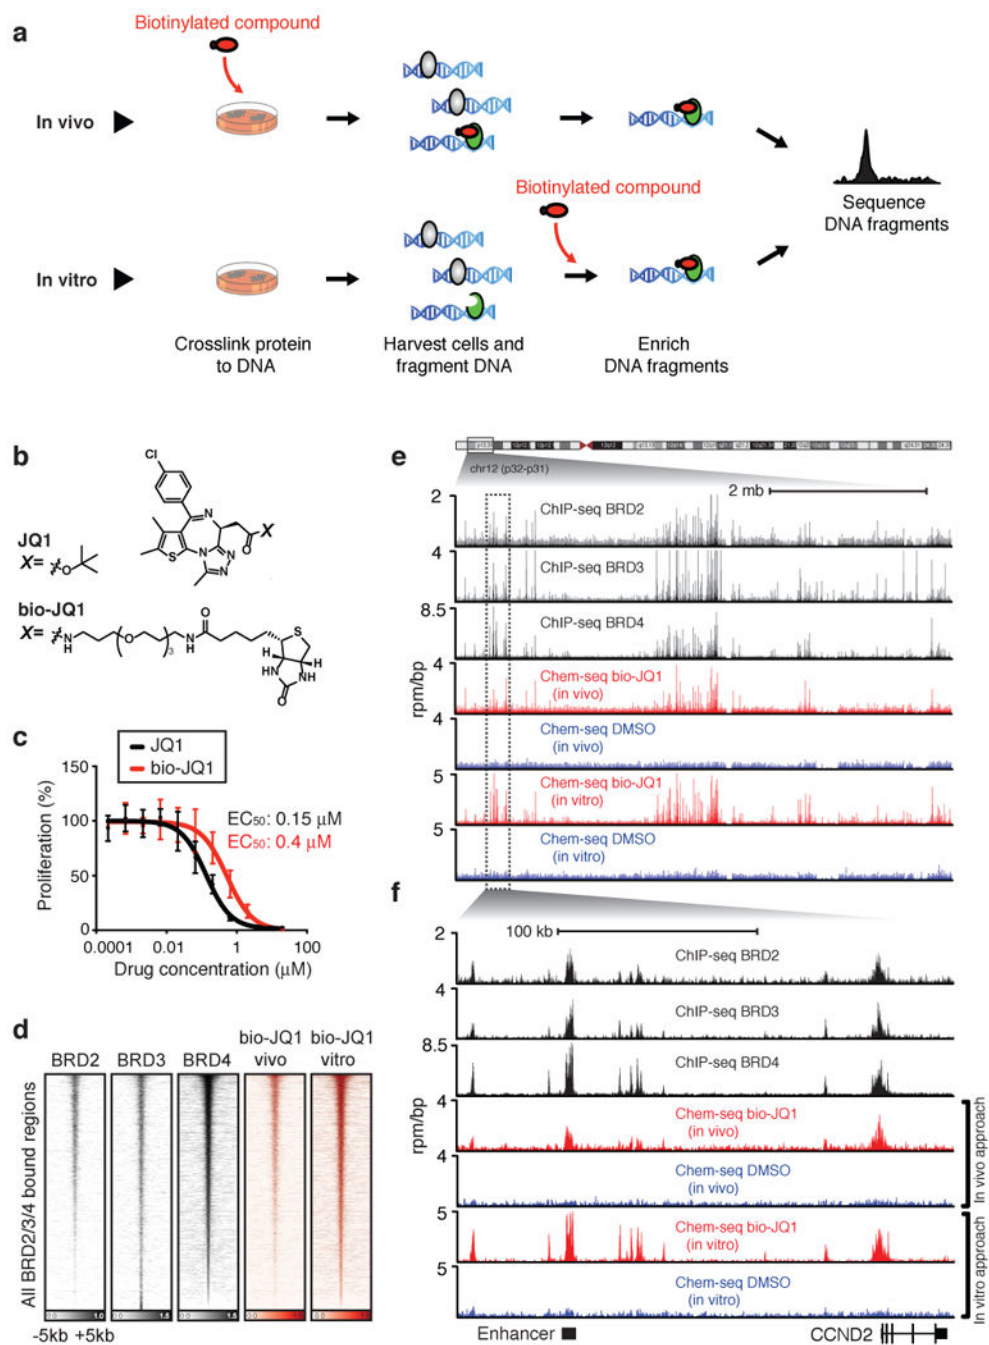 a
Biotinylated compound
In vivo
Biotinylated compound
Sequence
DNA fragments
In vitro
Crosslink protein
to DNA
Harvest cells and
fragment DNA
Enrich
DNA fragments
b
Cl
N
N
N
N
S
O
X
JQ1
X=
O
bio-JQ1
X=
N
H
O
3
NH
O
S
H
H
HN
NH
O
c
JQ1
bio-JQ1
150
100
50
0
Proliferation (%)
EC50: 0.15 μM
EC50: 0.4 μM
0.0001
0.01
1
100
Drug concentration (μM)
d
BRD2
BRD3
BRD4
bio-JQ1
vivo
bio-JQ1
vitro
All BRD2/3/4 bound regions
-5kb +5kb
e
chr12 (p32-p31)
2 mb
rpm/bp
2
ChIP-seq BRD2
4
ChIP-seq BRD3
8.5
ChIP-seq BRD4
4
Chem-seq bio-JQ1
(in vivo)
4
Chem-seq DMSO
(in vivo)
5
Chem-seq bio-JQ1
(in vitro)
5
Chem-seq DMSO
(in vitro)
f
100 kb
rpm/bp
2
ChIP-seq BRD2
4
ChIP-seq BRD3
8.5
ChIP-seq BRD4
4
Chem-seq bio-JQ1
(in vivo)
4
Chem-seq DMSO
(in vivo)
5
Chem-seq bio-JQ1
(in vitro)
5
Chem-seq DMSO
(in vitro)
In vivo approach
In vitro approach
Enhancer
CCND2